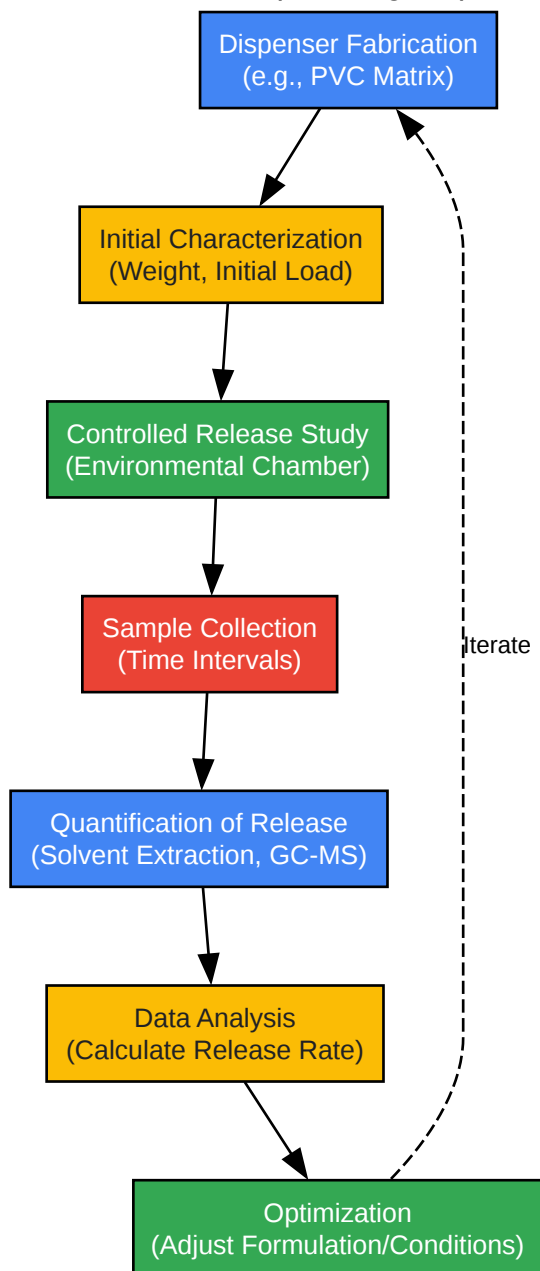 Dispenser Fabrication
(e.g., PVC Matrix)
Initial Characterization
(Weight, Initial Load)
Controlled Release Study
(Environmental Chamber)
Sample Collection
(Time Intervals)
Iterate
Quantification of Release
(Solvent Extraction, GC-MS)
Data Analysis
(Calculate Release Rate)
Optimization
(Adjust Formulation/Conditions)